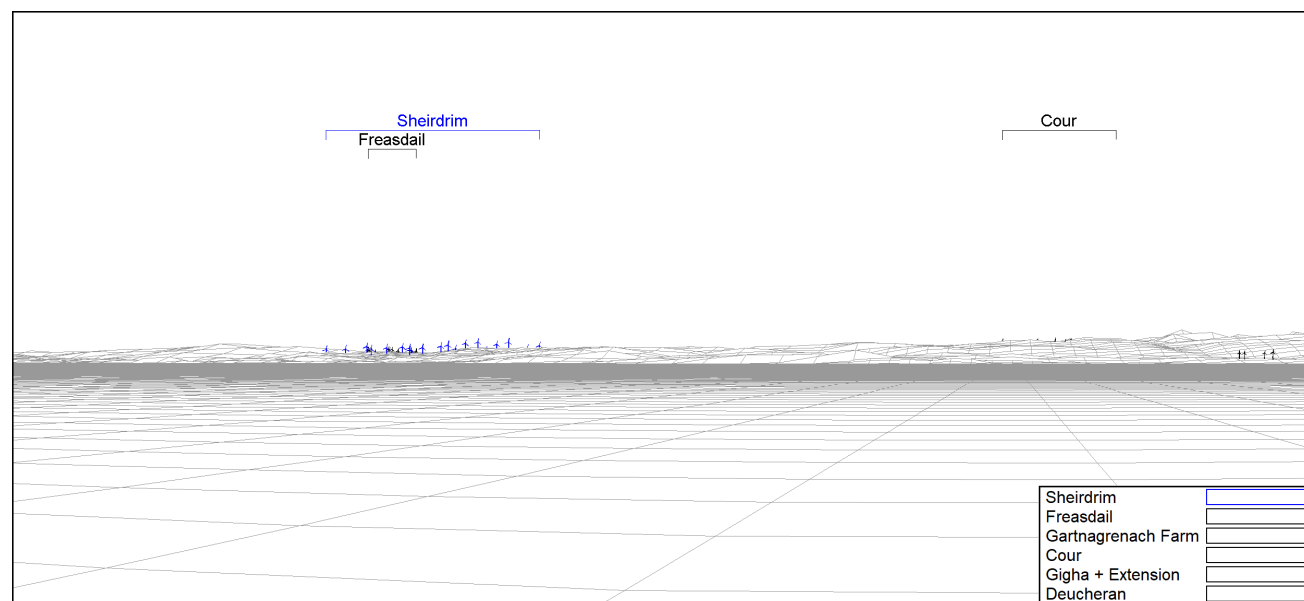 Sheirdrim
Cour
Freasdail
Sheirdrim
Freasdail
Gartnagrenach Farm
Cour
Gigha + Extension
Deucheran